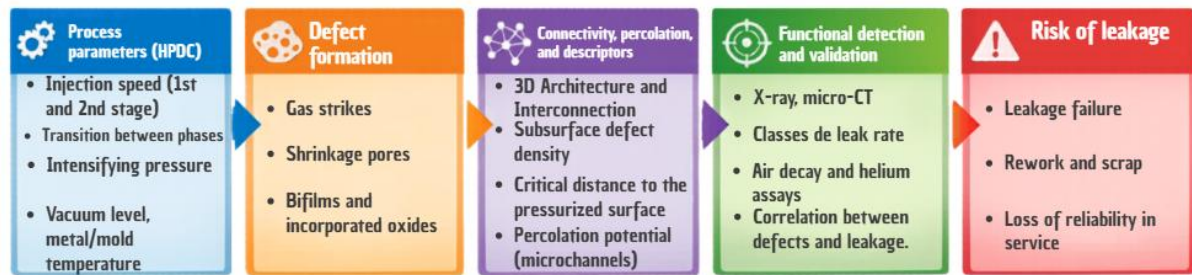 Process
parameters (HPDC)
• Injection speed (1st
and 2nd stage)
• Transition between phases
• Intensifying pressure
• Vacuum level,
metal/mold
temperature
Defect
formation
• Gas strikes
• Shrinkage pores
• Bifilms and
incorporated oxides
Connectivity, percolation,
and descriptors
• 3D Architecture and
Interconnection
• Subsurface defect
density
• Critical distance to the
pressurized surface
• Percolation potential
(microchannels)
Functional detection
and validation
• X-ray, micro-CT
• Classes de leak rate
• Air decay and helium
assays
• Correlation between
defects and leakage.
Risk of leakage
• Leakage failure
• Rework and scrap
• Loss of reliability in
service